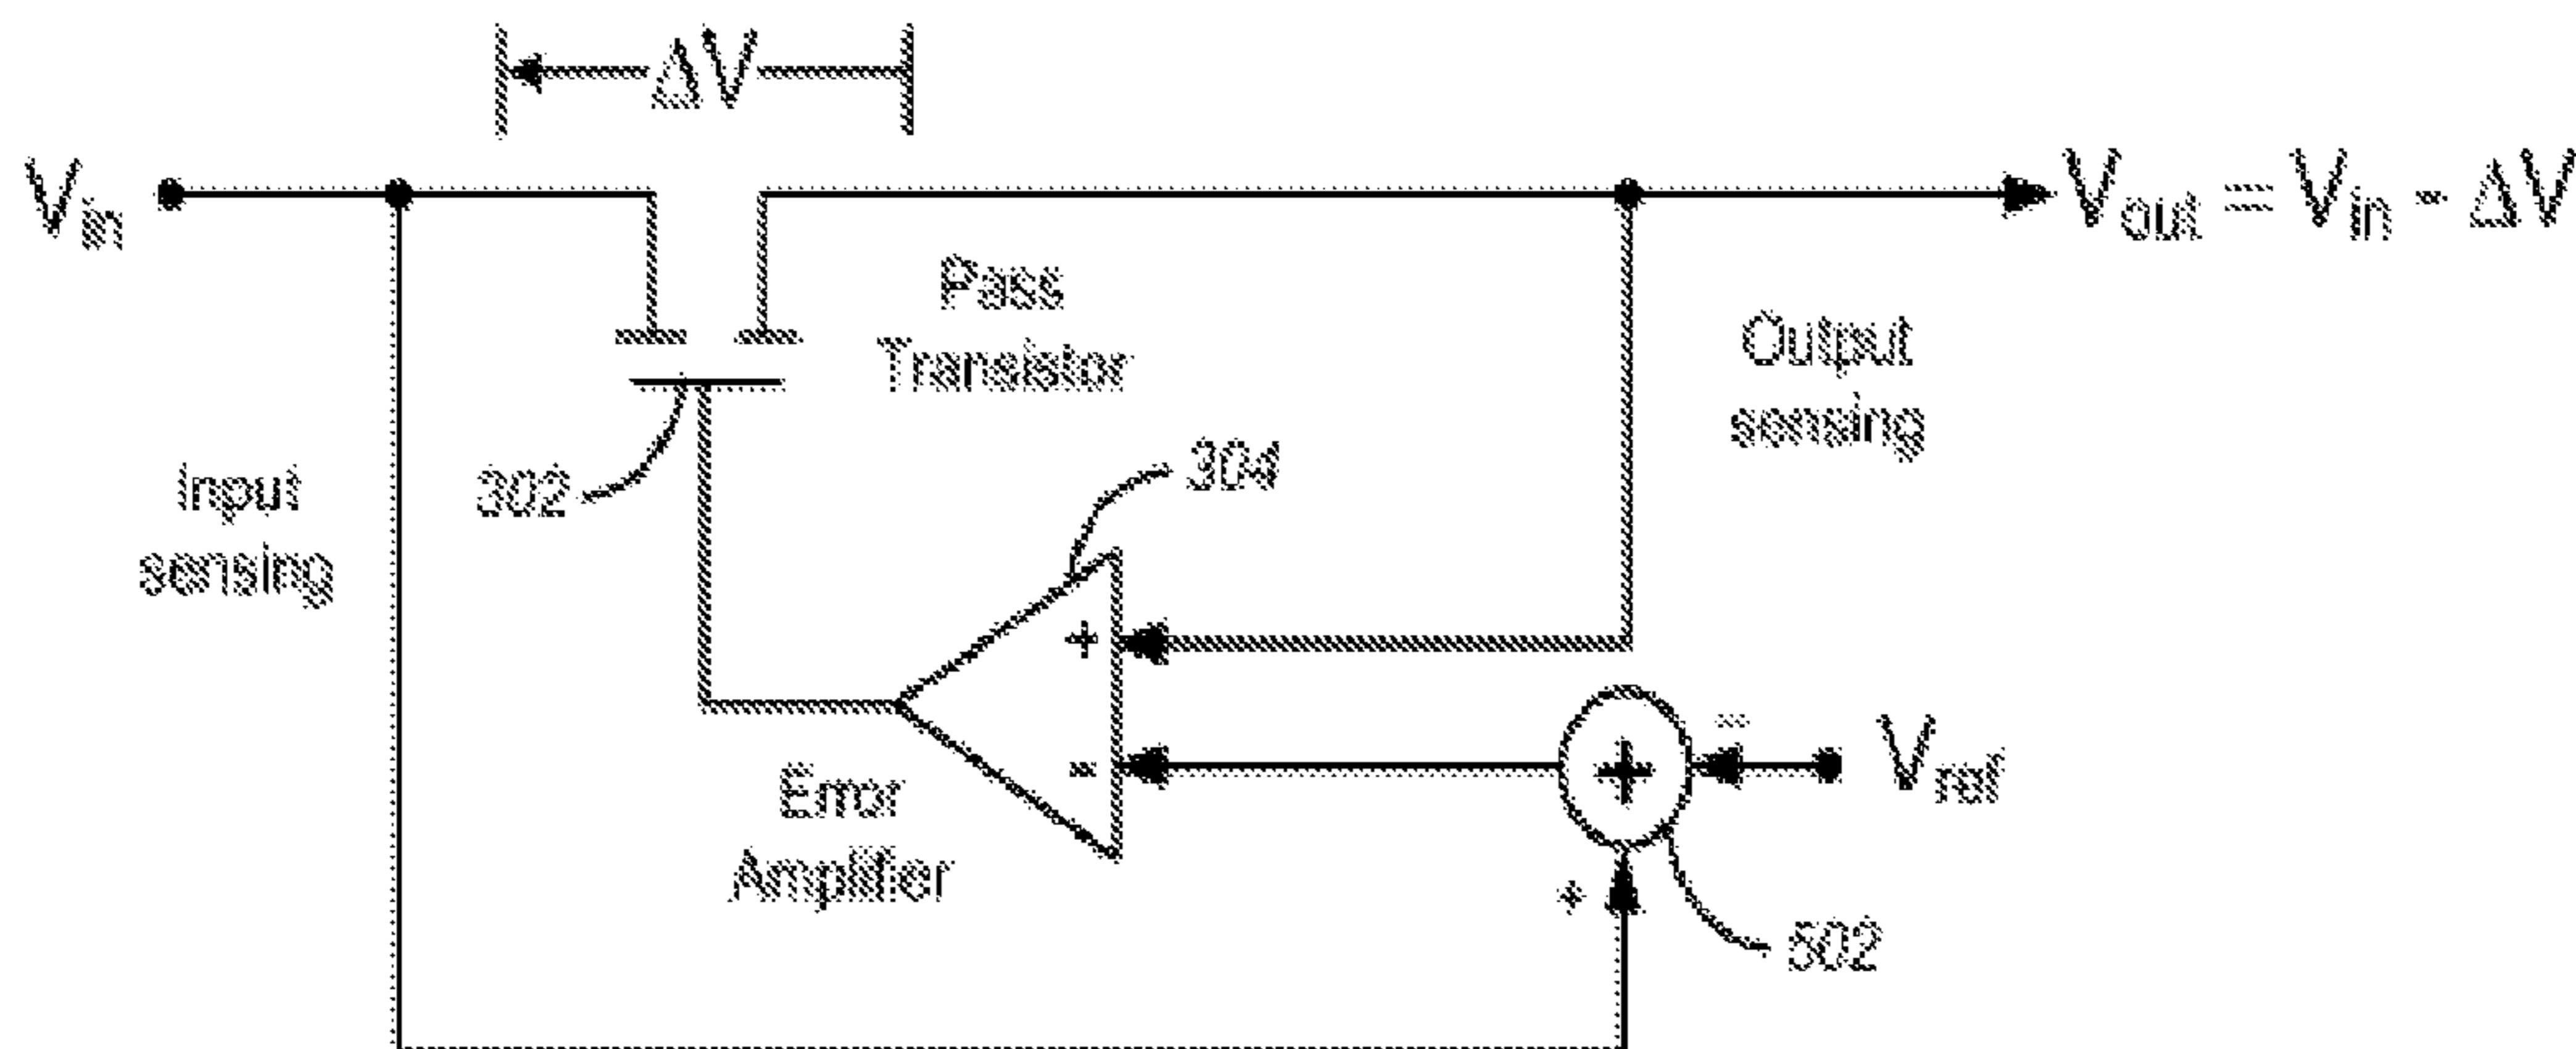 ΔV
Vin
Vout = Vin - ΔV
Pass
Transistor
Output
sensing
Input
sensing
302
304
+
-
Error
Amplifier
+
-
Vref
+
502